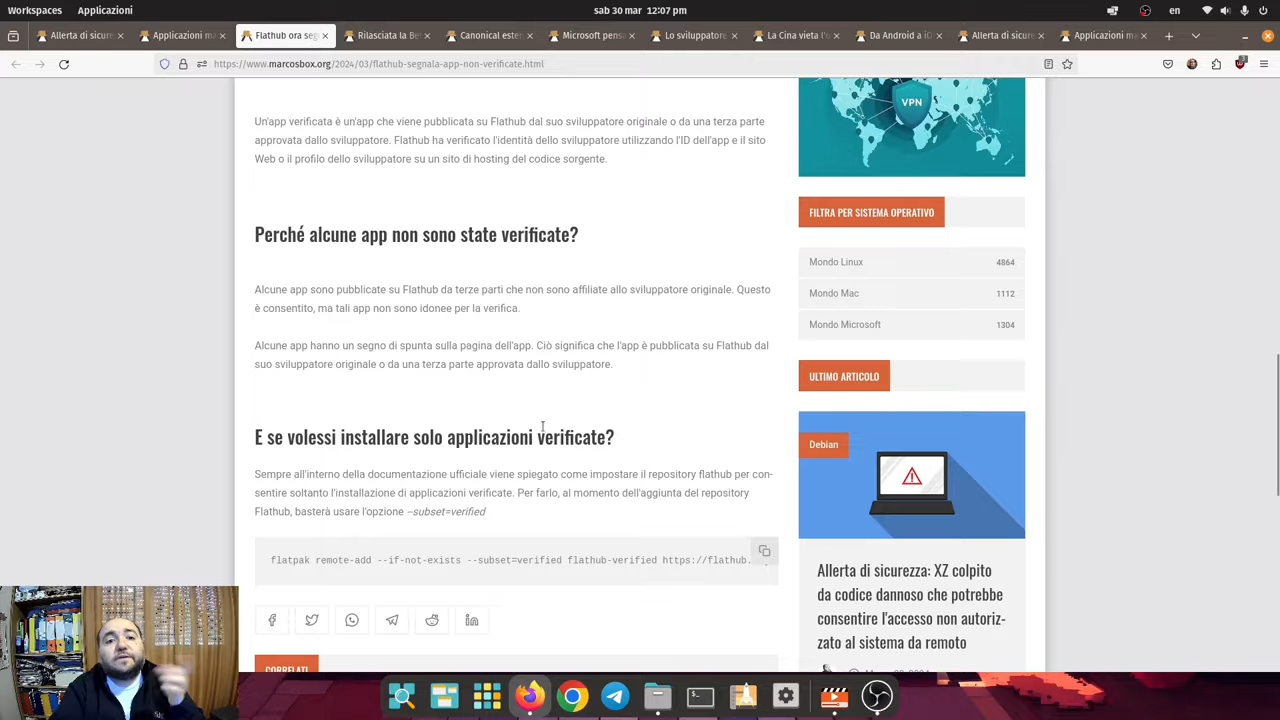 Workspaces Applicazioni sab 30 mar 12:07 pm en
Allerta di sicure Applicazioni ma Flathub ora seg Rilasciata la Be Canonical esten Microsoft pensa Lo sviluppatore La Cina vieta l'u Da Android a iO Allerta di sicure Applicazioni ma
https://www.marcosbox.org/2024/03/flathub-segnala-app-non-verificate.html
Un'app verificata è un'app che viene pubblicata su Flathub dal suo sviluppatore originale o da una terza parte
approvata dallo sviluppatore. Flathub ha verificato l'identità dello sviluppatore utilizzando l'ID dell'app e il sito
Web o il profilo dello sviluppatore su un sito di hosting del codice sorgente.
Perché alcune app non sono state verificate?
Alcune app sono pubblicate su Flathub da terze parti che non sono affiliate allo sviluppatore originale. Questo
è consentito, ma tali app non sono idonee per la verifica.
Alcune app hanno un segno di spunta sulla pagina dell'app. Ciò significa che l'app è pubblicata su Flathub dal
suo sviluppatore originale o da una terza parte approvata dallo sviluppatore.
E se volessi installare solo applicazioni verificate?
Sempre all'interno della documentazione ufficiale viene spiegato come impostare il repository flathub per con-
sentire soltanto l'installazione di applicazioni verificate. Per farlo, al momento dell'aggiunta del repository
Flathub, basterà usare l'opzione --subset=verified
flatpak remote-add --if-not-exists --subset=verified flathub-verified https://flathub.
CORRELATI
VPN
FILTRA PER SISTEMA OPERATIVO
Mondo Linux 4864
Mondo Mac 1112
Mondo Microsoft 1304
ULTIMO ARTICOLO
Debian
Allerta di sicurezza: XZ colpito
da codice dannoso che potrebbe
consentire l'accesso non autoriz-
zato al sistema da remoto